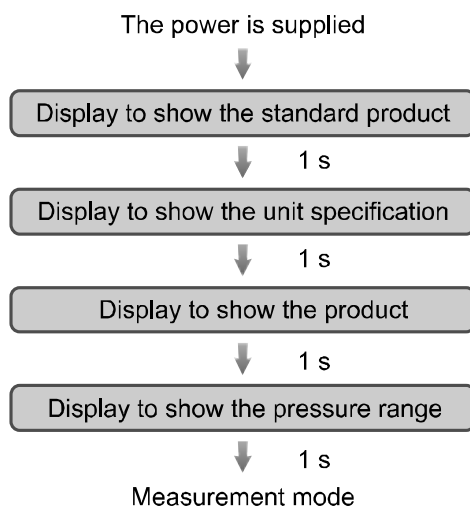 The power is supplied
Display to show the standard product
1 s
Display to show the unit specification
1 s
Display to show the product
1 s
Display to show the pressure range
1 s
Measurement mode